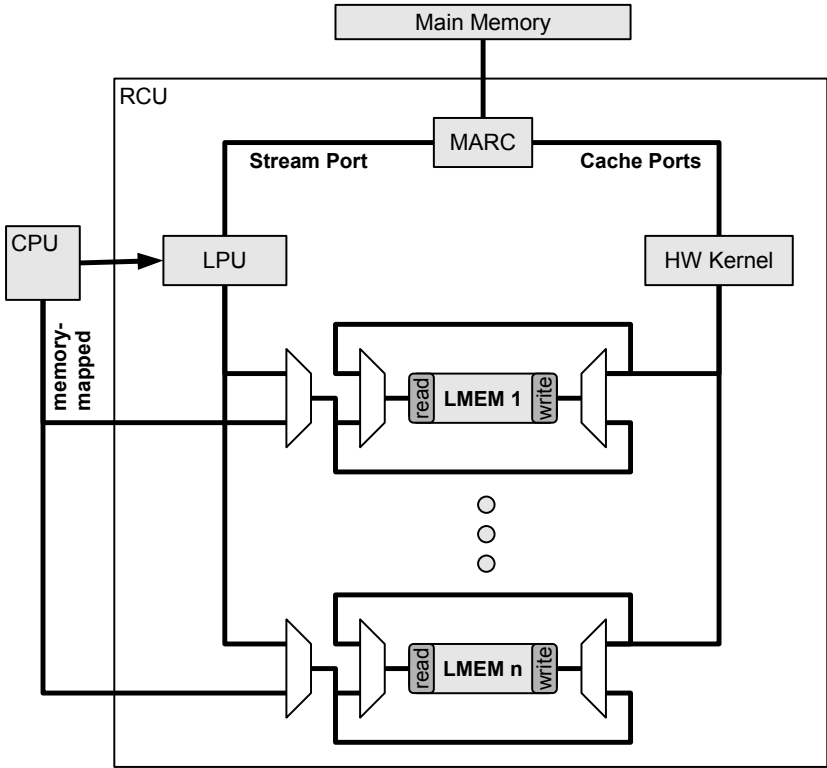 Main Memory
RCU
MARC
Stream Port
Cache Ports
CPU
LPU
HW Kernel
memory-
mapped
read
LMEM 1
write
read
LMEM n
write